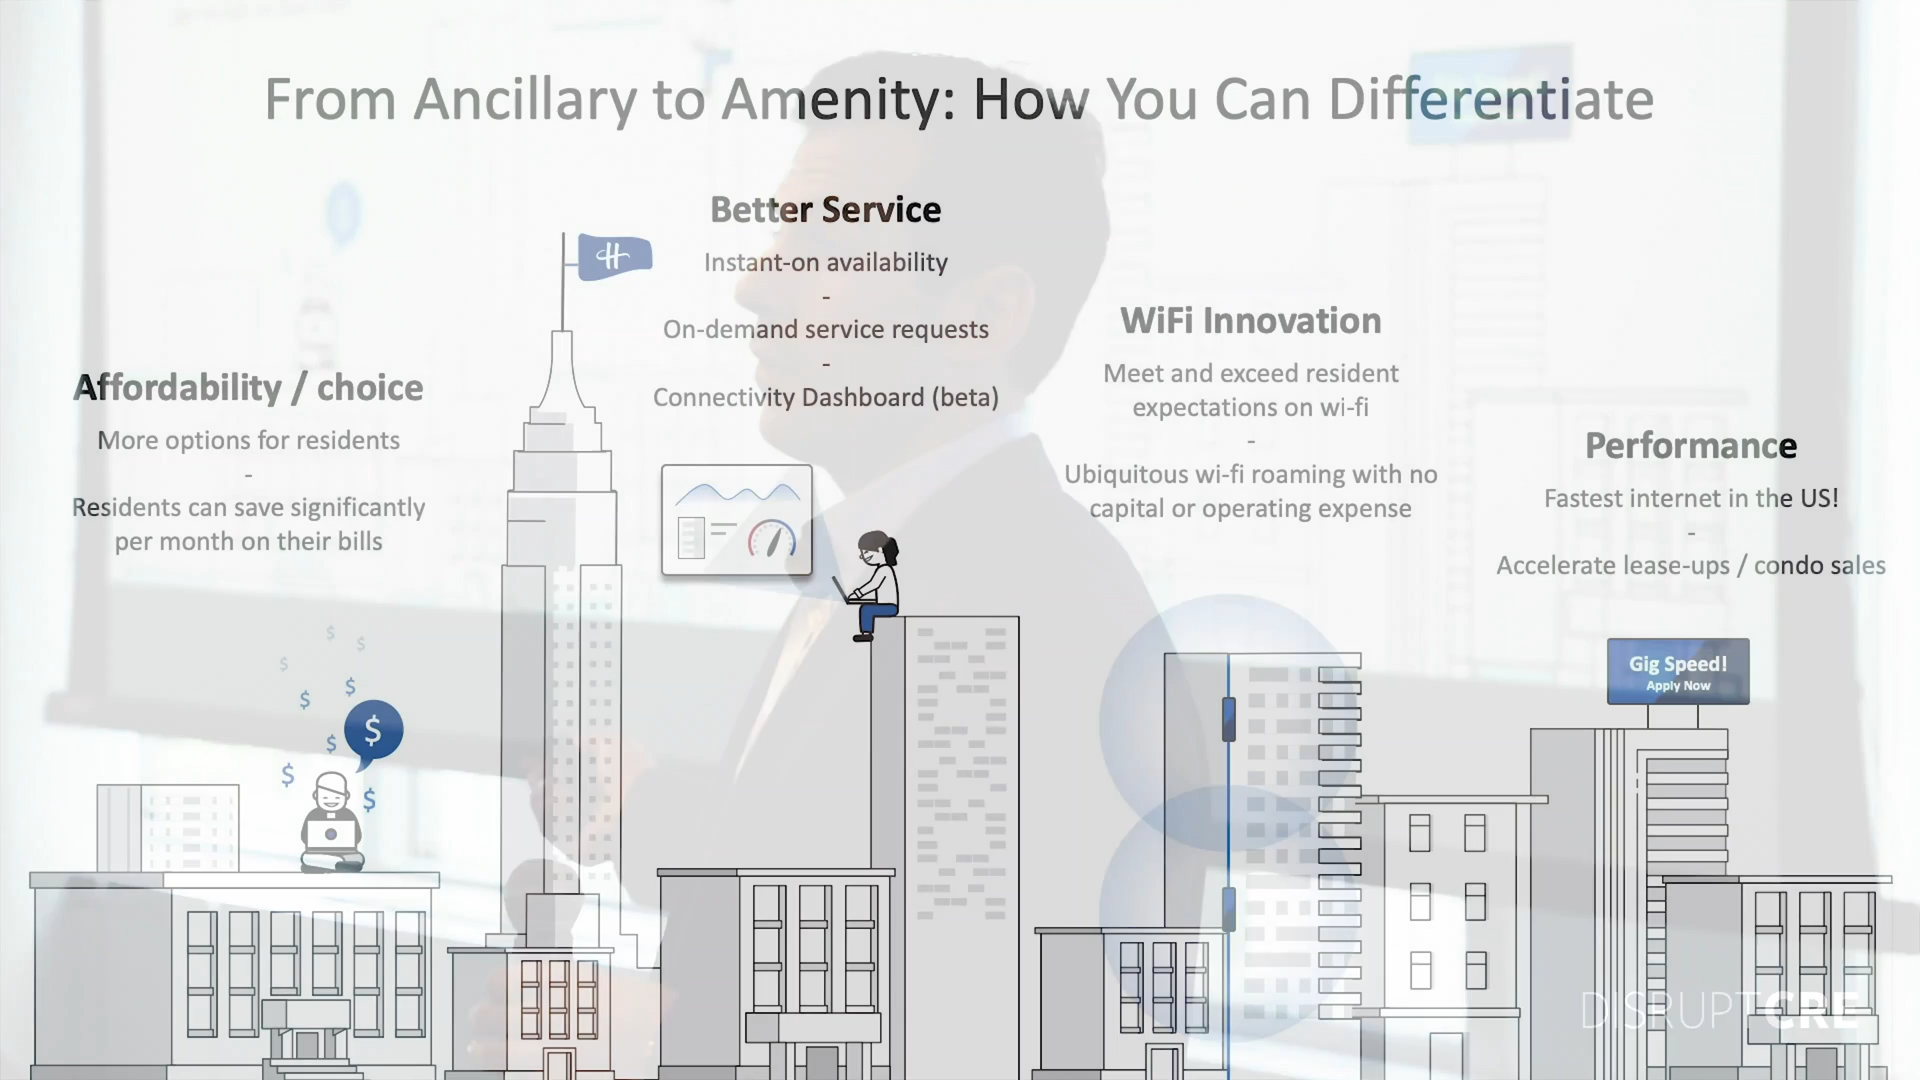 From Ancillary to Amenity: How You Can Differentiate
Better Service
Instant-on availability
-
On-demand service requests
-
Connectivity Dashboard (beta)
WiFi Innovation
Meet and exceed resident
expectations on wi-fi
-
Ubiquitous wi-fi roaming with no
capital or operating expense
Affordability / choice
More options for residents
-
Residents can save significantly
per month on their bills
Performance
Fastest internet in the US!
-
Accelerate lease-ups / condo sales
Gig Speed!
Apply Now
$
$
$
$
$
$
$
$
$
H
DISRUPTCRE